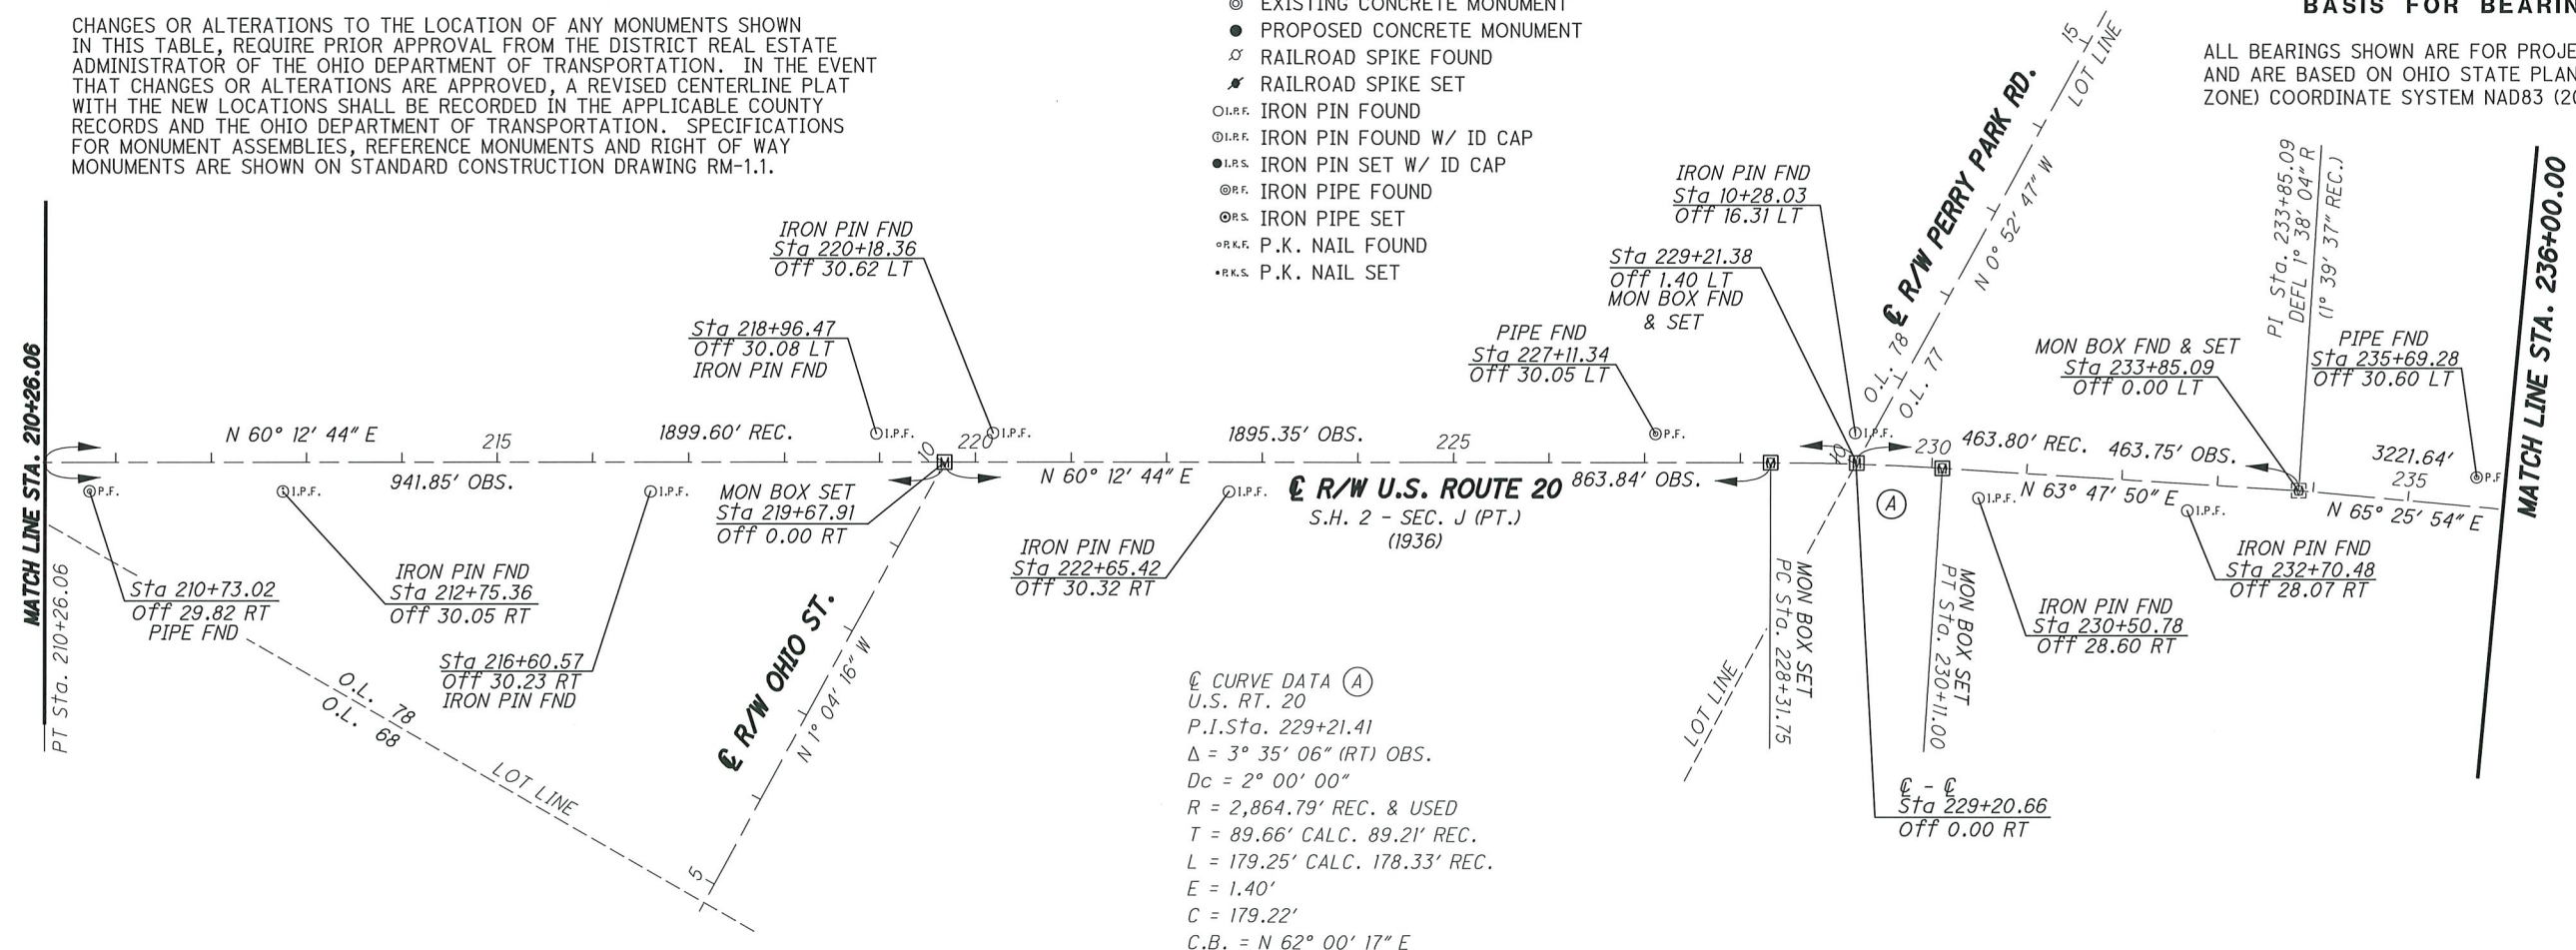 CHANGES OR ALTERATIONS TO THE LOCATION OF ANY MONUMENTS SHOWN
IN THIS TABLE, REQUIRE PRIOR APPROVAL FROM THE DISTRICT REAL ESTATE
ADMINISTRATOR OF THE OHIO DEPARTMENT OF TRANSPORTATION. IN THE EVENT
THAT CHANGES OR ALTERATIONS ARE APPROVED, A REVISED CENTERLINE PLAT
WITH THE NEW LOCATIONS SHALL BE RECORDED IN THE APPLICABLE COUNTY
RECORDS AND THE OHIO DEPARTMENT OF TRANSPORTATION. SPECIFICATIONS
FOR MONUMENT ASSEMBLIES, REFERENCE MONUMENTS AND RIGHT OF WAY
MONUMENTS ARE SHOWN ON STANDARD CONSTRUCTION DRAWING RM-1.1.
EXISTING CONCRETE MONUMENT
PROPOSED CONCRETE MONUMENT
RAILROAD SPIKE FOUND
RAILROAD SPIKE SET
I.P.F. IRON PIN FOUND
I.P.F. IRON PIN FOUND W/ ID CAP
I.P.S. IRON PIN SET W/ ID CAP
P.F. IRON PIPE FOUND
P.S. IRON PIPE SET
P.K.F. P.K. NAIL FOUND
P.K.S. P.K. NAIL SET
BASIS FOR BEARIN
ALL BEARINGS SHOWN ARE FOR PROJE
AND ARE BASED ON OHIO STATE PLAN
ZONE) COORDINATE SYSTEM NAD83 (20
MATCH LINE STA. 210+26.06
PT Sta. 210+26.06
N 60° 12' 44" E
941.85' OBS.
215
1899.60' REC.
P.F.
Sta 210+73.02
Off 29.82 RT
PIPE FND
I.P.F.
IRON PIN FND
Sta 212+75.36
Off 30.05 RT
I.P.F.
Sta 216+60.57
Off 30.23 RT
IRON PIN FND
O.L. 78
O.L. 68
LOT LINE
Sta 218+96.47
Off 30.08 LT
IRON PIN FND
I.P.F.
IRON PIN FND
Sta 220+18.36
Off 30.62 LT
I.P.F.
10
220
M
MON BOX SET
Sta 219+67.91
Off 0.00 RT
℄ R/W OHIO ST.
N 1° 04' 16" W
5
N 60° 12' 44" E
1895.35' OBS.
225
I.P.F.
IRON PIN FND
Sta 222+65.42
Off 30.32 RT
℄ R/W U.S. ROUTE 20
S.H. 2 - SEC. J (PT.)
(1936)
863.84' OBS.
PIPE FND
Sta 227+11.34
Off 30.05 LT
P.F.
IRON PIN FND
Sta 10+28.03
Off 16.31 LT
I.P.F.
Sta 229+21.38
Off 1.40 LT
MON BOX FND
& SET
10
M
M
M
℄ R/W PERRY PARK RD.
N 0° 52' 47" W
15
LOT LINE
O.L. 78
O.L. 77
230
463.80' REC.
463.75' OBS.
A
MON BOX SET
PC Sta. 228+31.75
LOT LINE
MON BOX SET
PT Sta. 230+11.00
℄ - ℄
Sta 229+20.66
Off 0.00 RT
I.P.F.
N 63° 47' 50" E
IRON PIN FND
Sta 230+50.78
Off 28.60 RT
I.P.F.
IRON PIN FND
Sta 232+70.48
Off 28.07 RT
MON BOX FND & SET
Sta 233+85.09
Off 0.00 LT
PI Sta. 233+85.09
DEFL 1° 38' 04" R
(1° 39' 37" REC.)
PIPE FND
Sta 235+69.28
Off 30.60 LT
P.F
3221.64'
235
N 65° 25' 54" E
MATCH LINE STA. 236+00.00
℄ CURVE DATA A
U.S. RT. 20
P.I.Sta. 229+21.41
Δ = 3° 35' 06" (RT) OBS.
Dc = 2° 00' 00"
R = 2,864.79' REC. & USED
T = 89.66' CALC. 89.21' REC.
L = 179.25' CALC. 178.33' REC.
E = 1.40'
C = 179.22'
C.B. = N 62° 00' 17" E